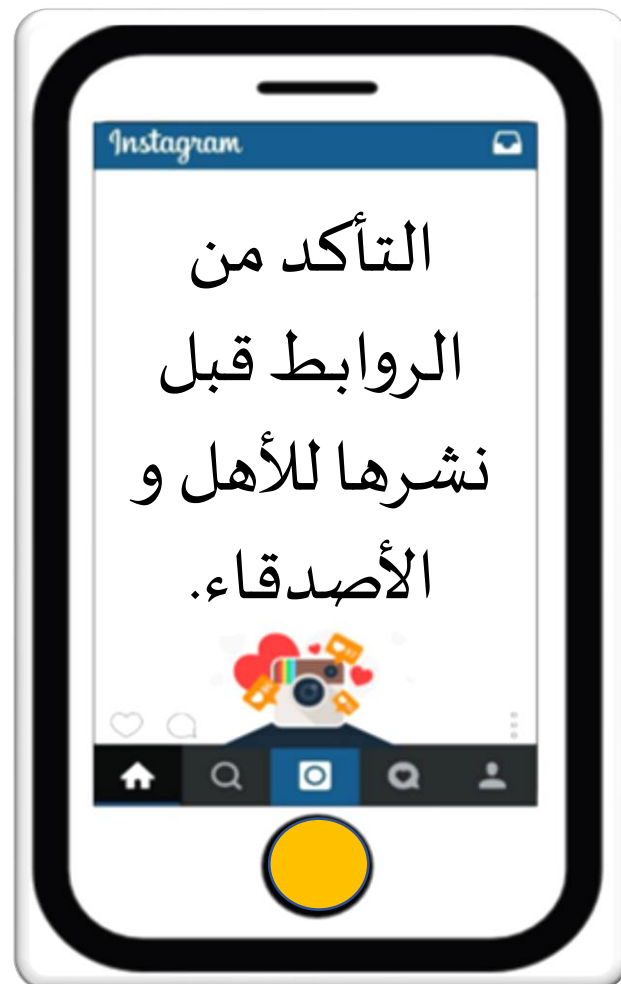 Instagram
التأكد من
الروابط قبل
نشرها للأهل و
الأصدقاء.